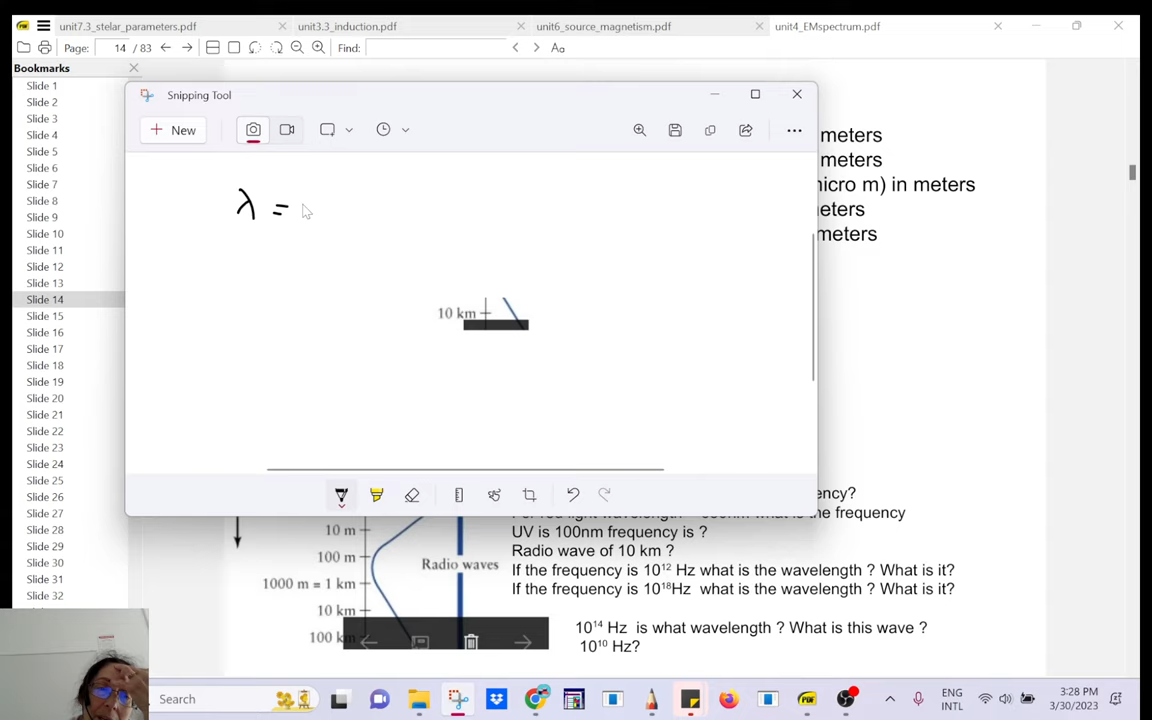 unit7.3_stelar_parameters.pdf
unit3.3_induction.pdf
unit6_source_magnetism.pdf
unit4_EMspectrum.pdf
Page: 14 / 83
Find:
Aa
Bookmarks
Slide 1
Slide 2
Slide 3
Slide 4
Slide 5
Slide 6
Slide 7
Slide 8
Slide 9
Slide 10
Slide 11
Slide 12
Slide 13
Slide 14
Slide 15
Slide 16
Slide 17
Slide 18
Slide 19
Slide 20
Slide 21
Slide 22
Slide 23
Slide 24
Slide 25
Slide 26
Slide 27
Slide 28
Slide 29
Slide 30
Slide 31
Slide 32
Snipping Tool
New
λ =
10 km
meters
meters
icro m) in meters
eters
meters
ency?
the frequency
UV is 100nm frequency is ?
Radio wave of 10 km ?
If the frequency is 10¹² Hz what is the wavelength ? What is it?
If the frequency is 10¹⁸Hz what is the wavelength ? What is it?
10¹⁴ Hz is what wavelength ? What is this wave ?
10¹⁰ Hz?
10 m
100 m
1000 m = 1 km
10 km
100 km
Radio waves
Search
ENG
INTL
3:28 PM
3/30/2023